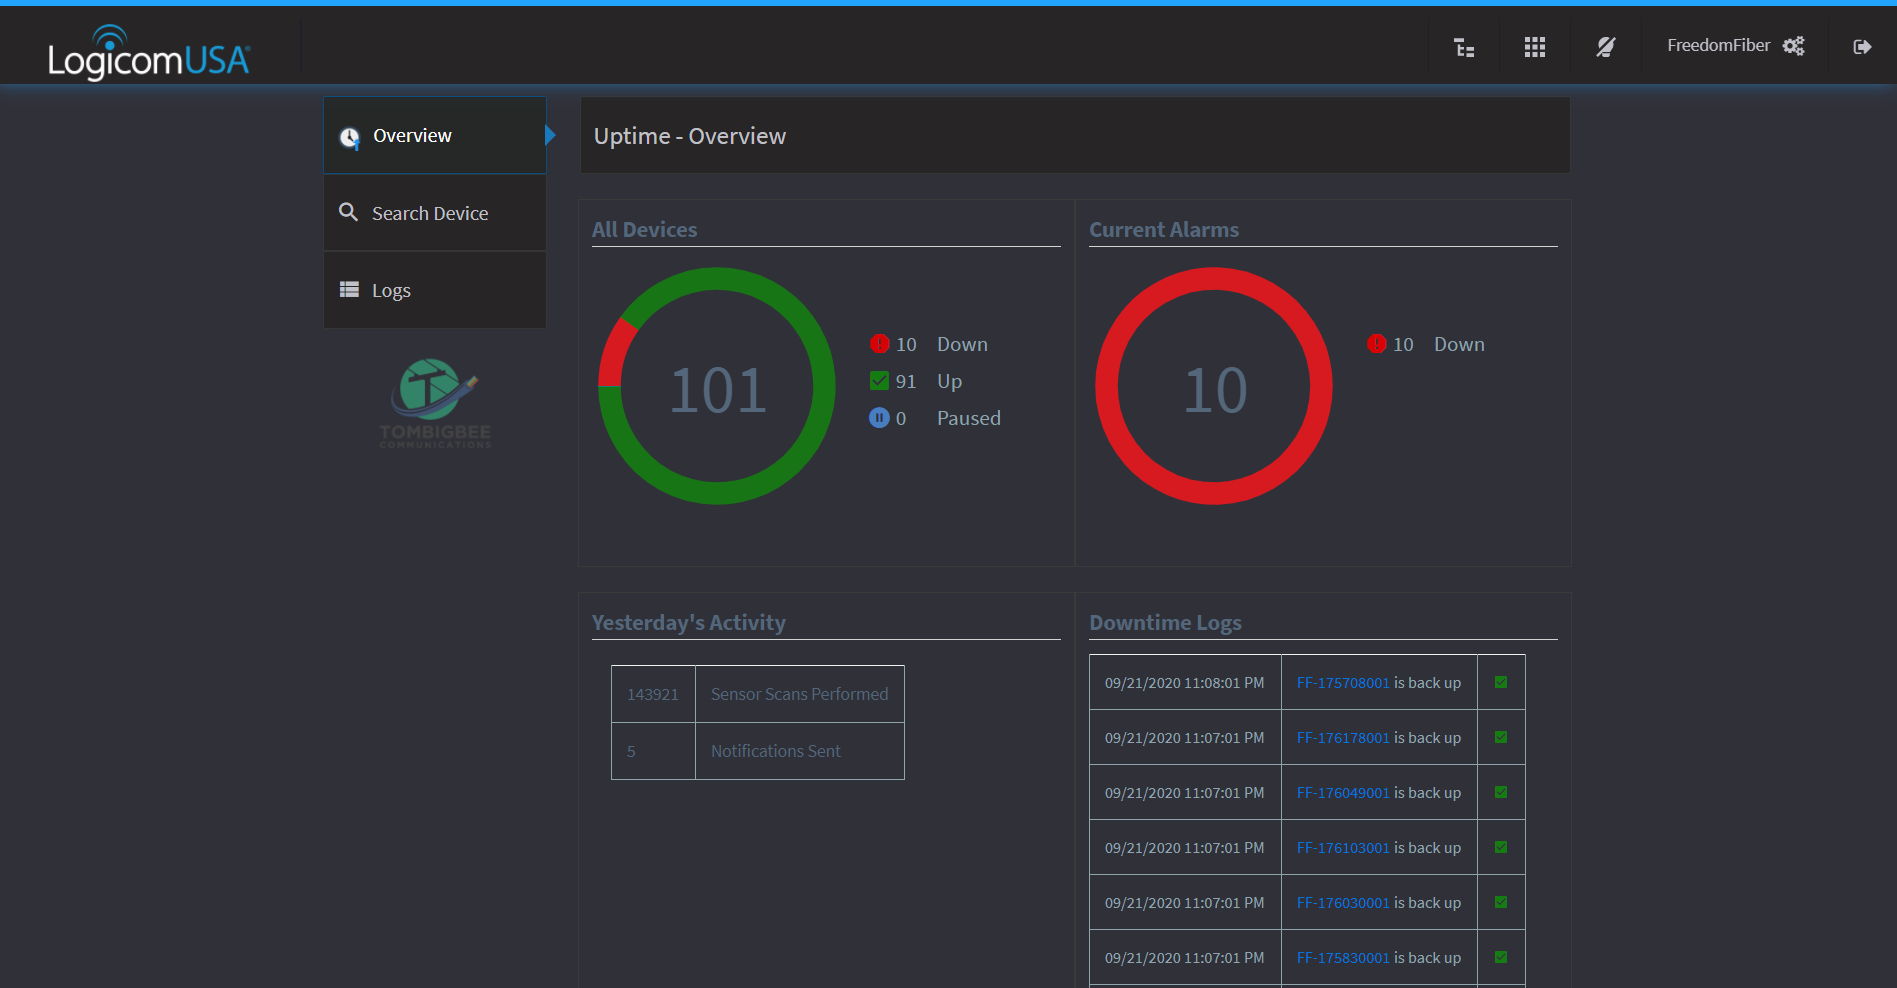 LogicomUSA
FreedomFiber
Overview
Search Device
Logs
TOMBIGBEE
COMMUNICATIONS
Uptime - Overview
All Devices
101
10 Down
91 Up
0 Paused
Current Alarms
10
10 Down
Yesterday's Activity
143921 Sensor Scans Performed
5 Notifications Sent
Downtime Logs
09/21/2020 11:08:01 PM FF-175708001 is back up
09/21/2020 11:07:01 PM FF-176178001 is back up
09/21/2020 11:07:01 PM FF-176049001 is back up
09/21/2020 11:07:01 PM FF-176103001 is back up
09/21/2020 11:07:01 PM FF-176030001 is back up
09/21/2020 11:07:01 PM FF-175830001 is back up